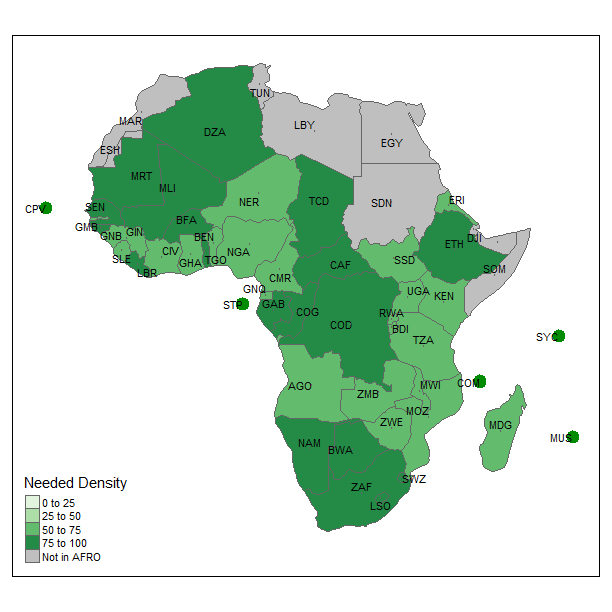 TUN
MAR
LBY
DZA
EGY
ESH
MRT
MLI
ERI
NER
TCD
SDN
CPV
SEN
BFA
GMB
GNB
GIN
BEN
DJI
ETH
CIV
NGA
SSD
SLE
GHA
TGO
CAF
SOM
LBR
CMR
GNQ
UGA
KEN
STP
GAB
COG
RWA
COD
BDI
TZA
SYC
AGO
MWI
COM
ZMB
MOZ
ZWE
MDG
MUS
NAM
BWA
SWZ
ZAF
LSO
Needed Density
0 to 25
25 to 50
50 to 75
75 to 100
Not in AFRO